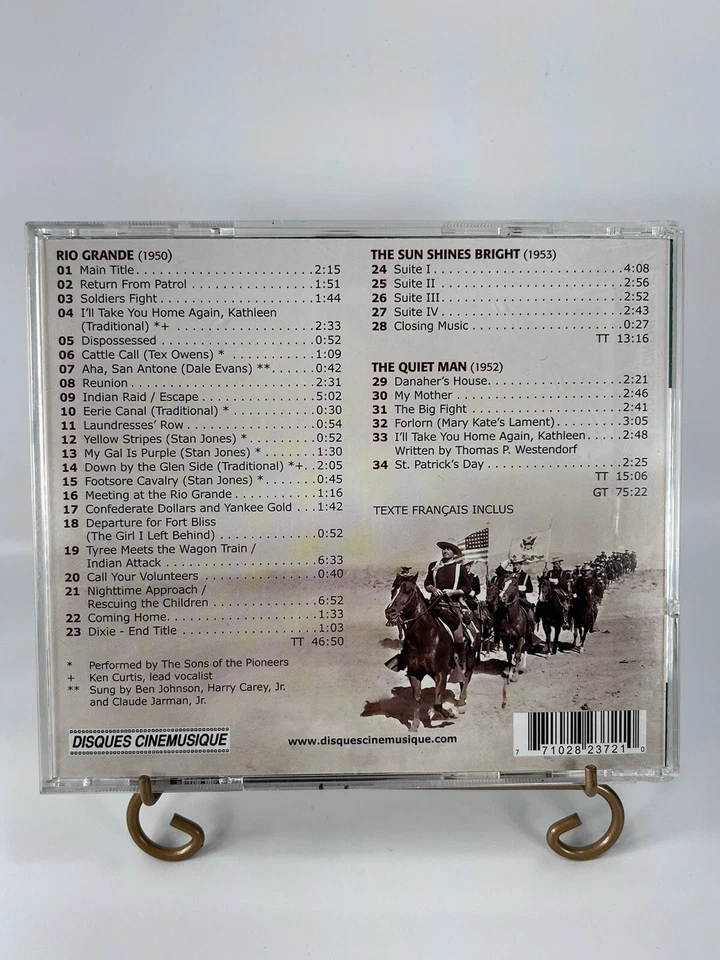 RIO GRANDE (1950)
01 Main Title. . . . . . . . . . . . . . . . . . . . . . . . .2:15
02 Return From Patrol . . . . . . . . . . . . . . . . . .1:51
03 Soldiers Fight . . . . . . . . . . . . . . . . . . . . . . .1:44
04 I'll Take You Home Again, Kathleen
(Traditional) *+ . . . . . . . . . . . . . . . . . . .2:33
05 Dispossessed . . . . . . . . . . . . . . . . . . . . . . 0:52
06 Cattle Call (Tex Owens) * . . . . . . . . . . . . 1:09
07 Aha, San Antone (Dale Evans) **. . . . . . .0:42
08 Reunion . . . . . . . . . . . . . . . . . . . . . . . . . . 2:31
09 Indian Raid / Escape . . . . . . . . . . . . . . . . 5:02
10 Eerie Canal (Traditional) * . . . . . . . . . . . . 0:30
11 Laundresses' Row . . . . . . . . . . . . . . . . . . 0:54
12 Yellow Stripes (Stan Jones) * . . . . . . . . . . 0:52
13 My Gal Is Purple (Stan Jones) * . . . . . . . . 1:30
14 Down by the Glen Side (Traditional) *+. . 2:05
15 Footsore Cavalry (Stan Jones) * . . . . . . . .0:45
16 Meeting at the Rio Grande . . . . . . . . . . . . 1:16
17 Confederate Dollars and Yankee Gold . . .1:42
18 Departure for Fort Bliss
(The Girl I Left Behind) . . . . . . . . . . . . . .0:52
19 Tyree Meets the Wagon Train /
Indian Attack . . . . . . . . . . . . . . . . . . . . . . 6:33
20 Call Your Volunteers . . . . . . . . . . . . . . . . .0:40
21 Nighttime Approach /
Rescuing the Children . . . . . . . . . . . . . . . 6:52
22 Coming Home. . . . . . . . . . . . . . . . . . . . . .1:33
23 Dixie - End Title . . . . . . . . . . . . . . . . . . . .1:03
TT 46:50
* Performed by The Sons of the Pioneers
+ Ken Curtis, lead vocalist
** Sung by Ben Johnson, Harry Carey, Jr.
and Claude Jarman, Jr.
DISQUES CINEMUSIQUE
THE SUN SHINES BRIGHT (1953)
24 Suite I . . . . . . . . . . . . . . . . . . . . . . . . . . .4:08
25 Suite II . . . . . . . . . . . . . . . . . . . . . . . . . . 2:56
26 Suite III. . . . . . . . . . . . . . . . . . . . . . . . . . 2:52
27 Suite IV. . . . . . . . . . . . . . . . . . . . . . . . . . 2:43
28 Closing Music . . . . . . . . . . . . . . . . . . . . . 0:27
TT 13:16
THE QUIET MAN (1952)
29 Danaher's House. . . . . . . . . . . . . . . . . . . .2:21
30 My Mother . . . . . . . . . . . . . . . . . . . . . . . . 2:46
31 The Big Fight . . . . . . . . . . . . . . . . . . . . . . 2:41
32 Forlorn (Mary Kate's Lament) . . . . . . . . . .3:05
33 I'll Take You Home Again, Kathleen. . . . . 2:48
Written by Thomas P. Westendorf
34 St. Patrick's Day . . . . . . . . . . . . . . . . . . . . 2:25
TT 15:06
GT 75:22
TEXTE FRANÇAIS INCLUS
www.disquescinemusique.com
7 71028 23721 0